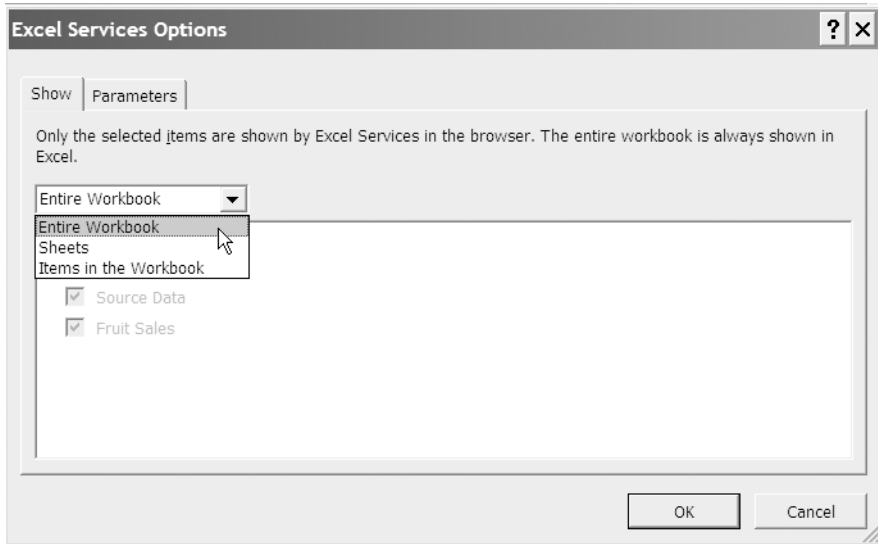 Excel Services Options
?
Show
Parameters
Only the selected items are shown by Excel Services in the browser. The entire workbook is always shown in
Excel.
Entire Workbook
Entire Workbook
Sheets
Items in the Workbook
Source Data
Fruit Sales
OK
Cancel